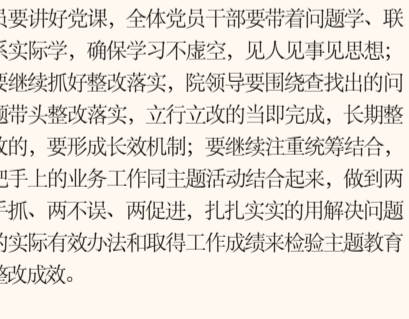 员要讲好党课，全体党员干部要带着问题学、联
系实际学，确保学习不虚空，见人见事见思想；
要继续抓好整改落实，院领导要围绕查找出的问
题带头整改落实，立行立改的当即完成，长期整
改的，要形成长效机制；要继续注重统筹结合，
把手上的业务工作同主题活动结合起来，做到两
手抓、两不误、两促进，扎扎实实的用解决问题
的实际有效办法和取得工作成绩来检验主题教育
整改成效。